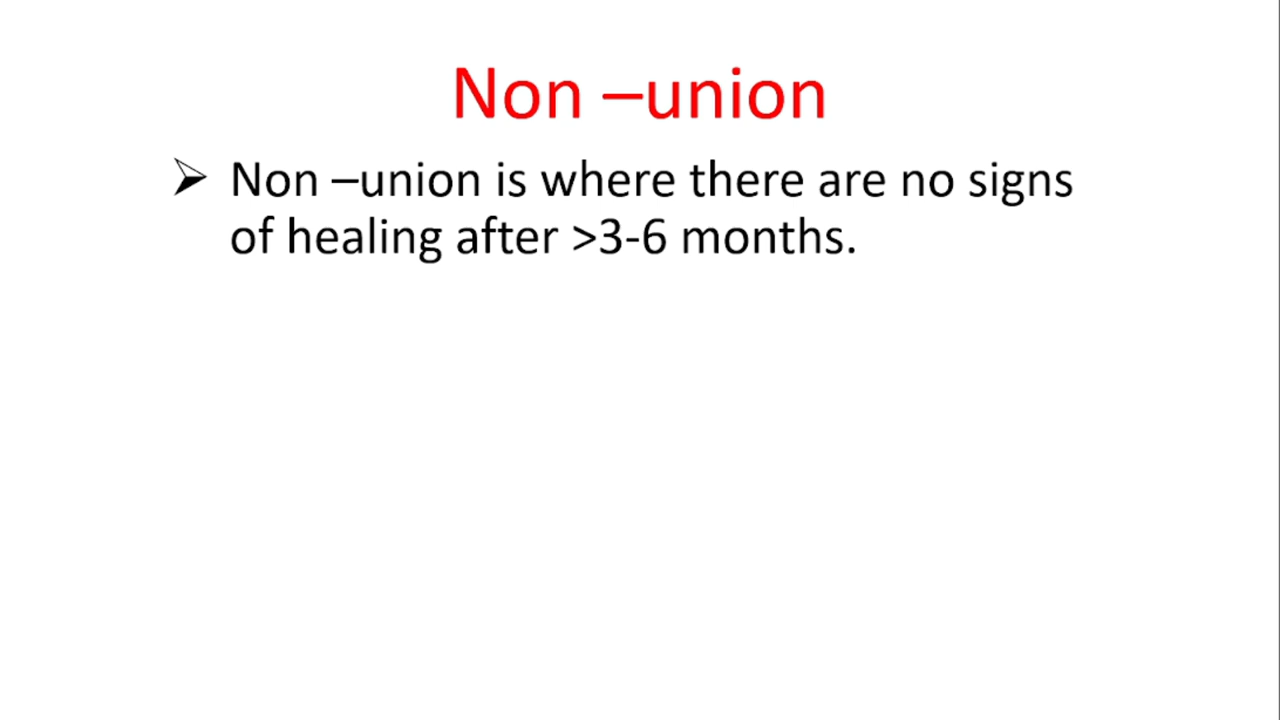 Non –union
➢ Non –union is where there are no signs
of healing after >3-6 months.